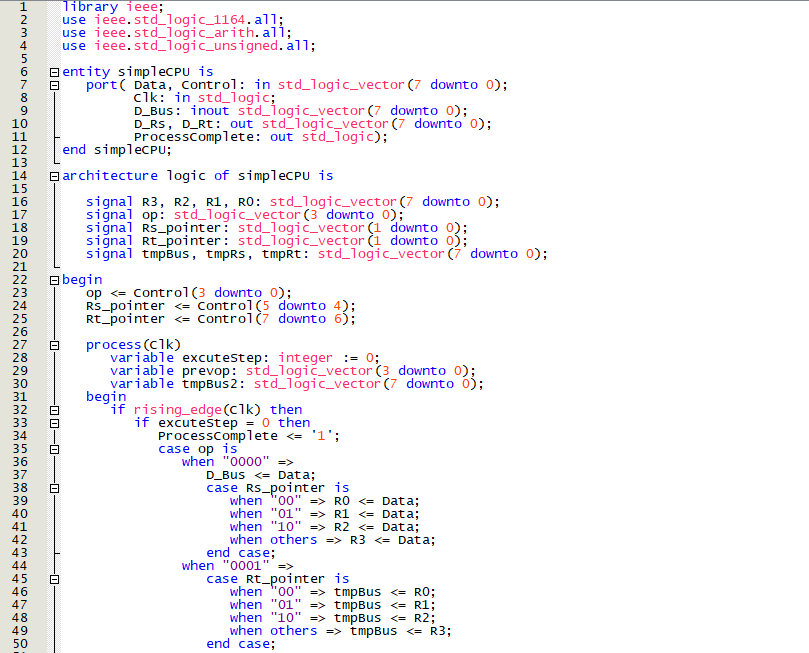 1 library ieee;
2 use ieee.std_logic_1164.all;
3 use ieee.std_logic_arith.all;
4 use ieee.std_logic_unsigned.all;
5
6 entity simpleCPU is
7 port( Data, Control: in std_logic_vector(7 downto 0);
8 Clk: in std_logic;
9 D_Bus: inout std_logic_vector(7 downto 0);
10 D_Rs, D_Rt: out std_logic_vector(7 downto 0);
11 ProcessComplete: out std_logic);
12 end simpleCPU;
13
14 architecture logic of simpleCPU is
15
16 signal R3, R2, R1, R0: std_logic_vector(7 downto 0);
17 signal op: std_logic_vector(3 downto 0);
18 signal Rs_pointer: std_logic_vector(1 downto 0);
19 signal Rt_pointer: std_logic_vector(1 downto 0);
20 signal tmpBus, tmpRs, tmpRt: std_logic_vector(7 downto 0);
21
22 begin
23 op <= Control(3 downto 0);
24 Rs_pointer <= Control(5 downto 4);
25 Rt_pointer <= Control(7 downto 6);
26
27 process(Clk)
28 variable excuteStep: integer := 0;
29 variable prevop: std_logic_vector(3 downto 0);
30 variable tmpBus2: std_logic_vector(7 downto 0);
31 begin
32 if rising_edge(Clk) then
33 if excuteStep = 0 then
34 ProcessComplete <= '1';
35 case op is
36 when "0000" =>
37 D_Bus <= Data;
38 case Rs_pointer is
39 when "00" => R0 <= Data;
40 when "01" => R1 <= Data;
41 when "10" => R2 <= Data;
42 when others => R3 <= Data;
43 end case;
44 when "0001" =>
45 case Rt_pointer is
46 when "00" => tmpBus <= R0;
47 when "01" => tmpBus <= R1;
48 when "10" => tmpBus <= R2;
49 when others => tmpBus <= R3;
50 end case;